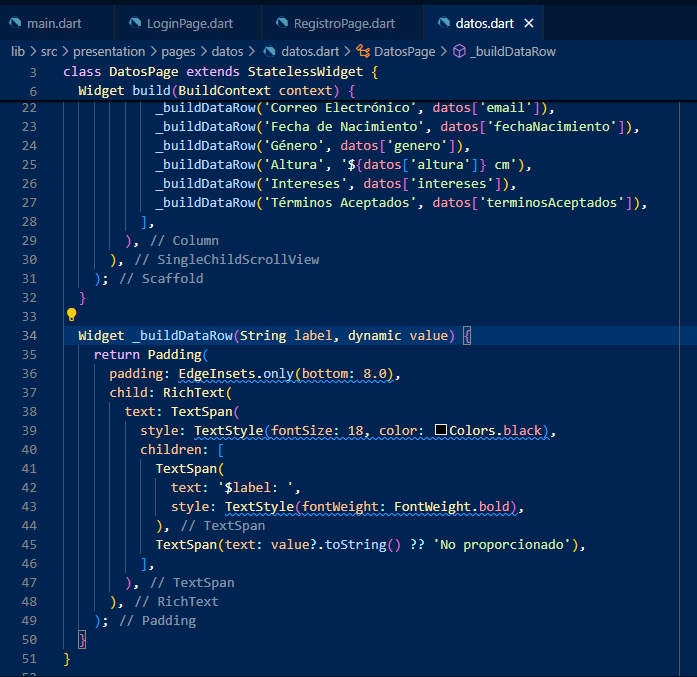 main.dart LoginPage.dart RegistroPage.dart datos.dart
lib > src > presentation > pages > datos > datos.dart > DatosPage > _buildDataRow
3 class DatosPage extends StatelessWidget {
6 Widget build(BuildContext context) {
22 _buildDataRow('Correo Electrónico', datos['email']),
23 _buildDataRow('Fecha de Nacimiento', datos['fechaNacimiento']),
24 _buildDataRow('Género', datos['genero']),
25 _buildDataRow('Altura', '${datos['altura']} cm'),
26 _buildDataRow('Intereses', datos['intereses']),
27 _buildDataRow('Términos Aceptados', datos['terminosAceptados']),
28 ],
29 ), // Column
30 ), // SingleChildScrollView
31 ); // Scaffold
32 }
33
34 Widget _buildDataRow(String label, dynamic value) {
35 return Padding(
36 padding: EdgeInsets.only(bottom: 8.0),
37 child: RichText(
38 text: TextSpan(
39 style: TextStyle(fontSize: 18, color: Colors.black),
40 children: [
41 TextSpan(
42 text: '$label: ',
43 style: TextStyle(fontWeight: FontWeight.bold),
44 ), // TextSpan
45 TextSpan(text: value?.toString() ?? 'No proporcionado'),
46 ],
47 ), // TextSpan
48 ), // RichText
49 ); // Padding
50 }
51 }